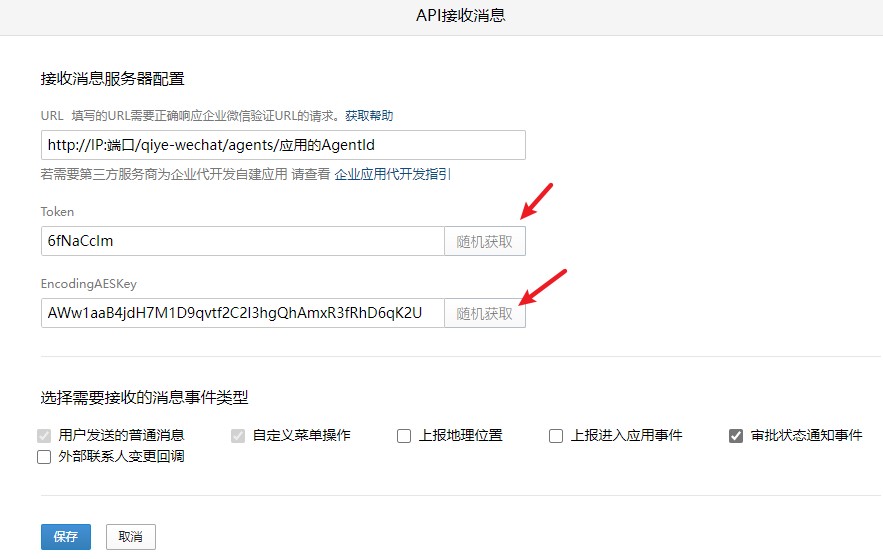 API接收消息
接收消息服务器配置
URL 填写的URL需要正确响应企业微信验证URL的请求。获取帮助
http://IP:端口/qiye-wechat/agents/应用的AgentId
若需要第三方服务商为企业代开发自建应用 请查看 企业应用代开发指引
Token
6fNaCclm 随机获取
EncodingAESKey
AWw1aaB4jdH7M1D9qvtf2C2I3hgQhAmxR3fRhD6qK2U 随机获取
选择需要接收的消息事件类型
用户发送的普通消息 自定义菜单操作 上报地理位置 上报进入应用事件 审批状态通知事件
外部联系人变更回调
保存 取消